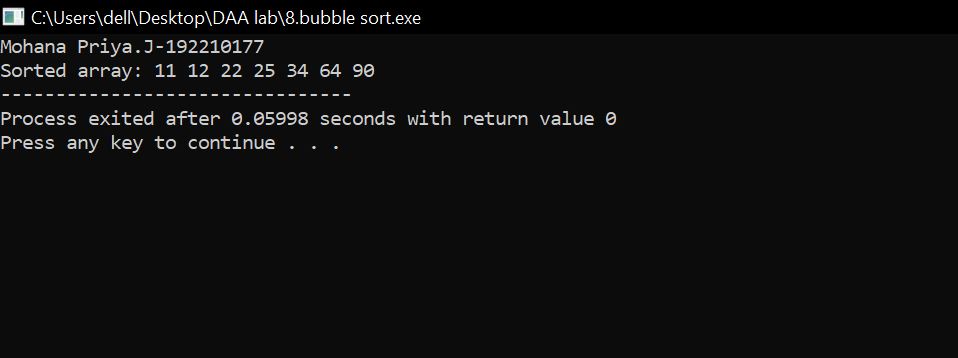 C:\Users\dell\Desktop\DAA lab\8.bubble sort.exe
Mohana Priya.J-192210177
Sorted array: 11 12 22 25 34 64 90
--------------------------------
Process exited after 0.05998 seconds with return value 0
Press any key to continue . . .